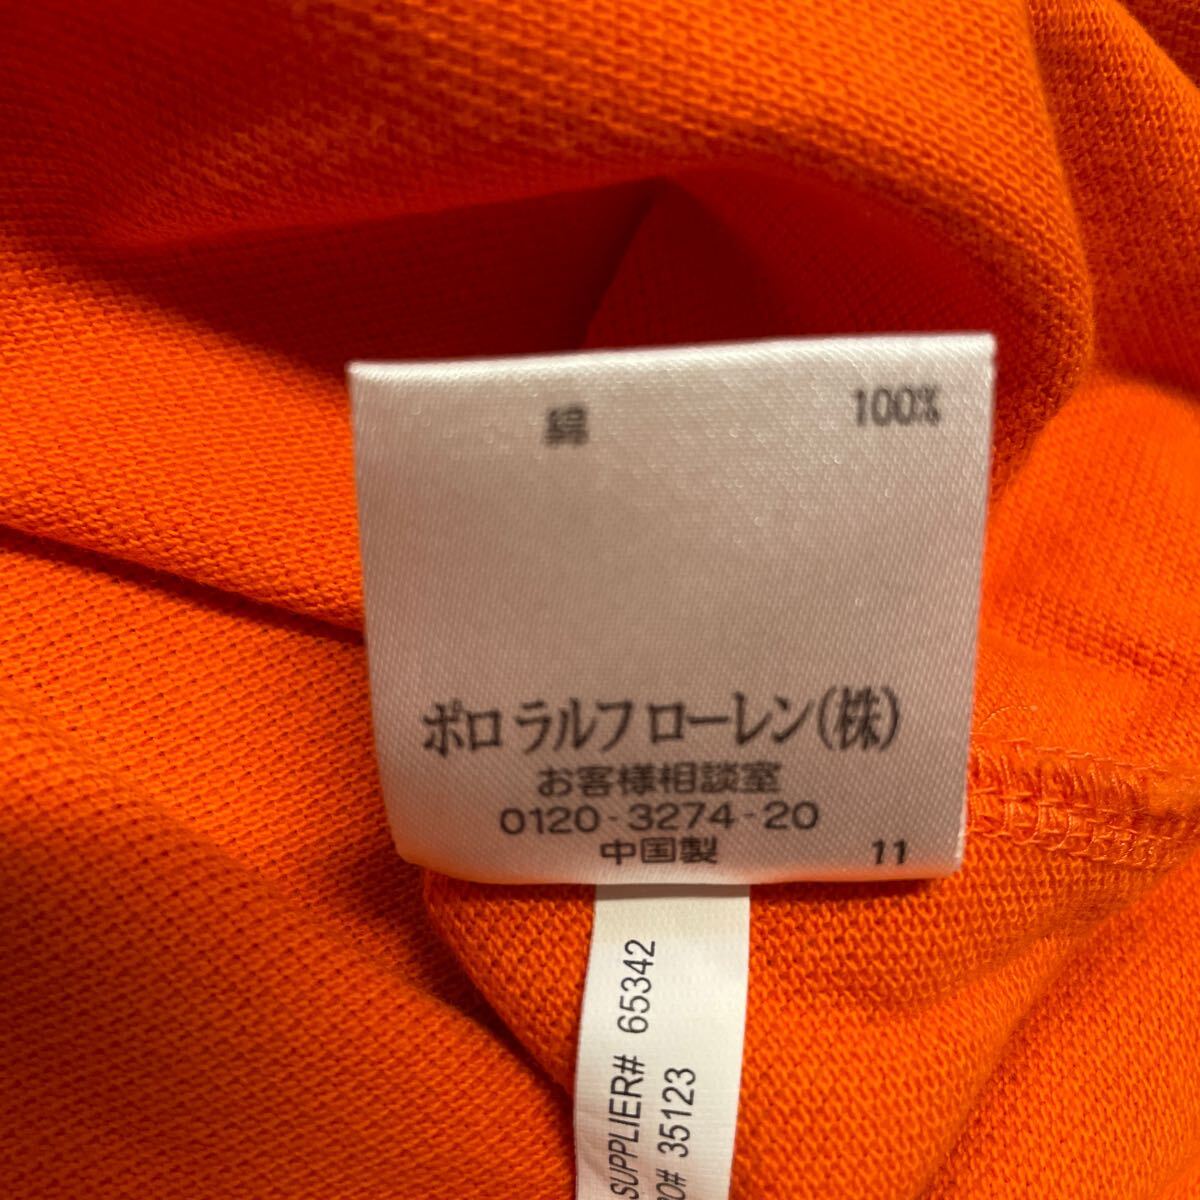 綿 100%
ポロ ラルフ ローレン(株)
お客様相談室
0120-3274-20
中国製 11
SUPPLIER# 65342
O# 35123